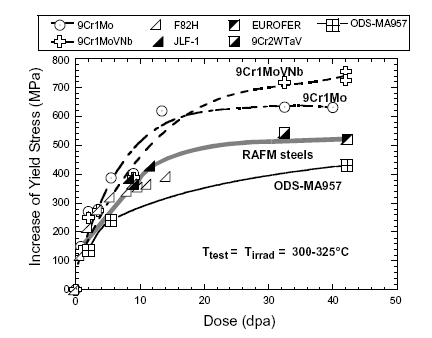 9Cr1Mo F82H EUROFER ODS-MA957
9Cr1MoVNb JLF-1 9Cr2WTaV
800
700
600
500
400
300
200
100
0
Increase of Yield Stress (MPa)
9Cr1MoVNb
9Cr1Mo
RAFM steels
ODS-MA957
Ttest = Tirrad = 300-325°C
0 10 20 30 40 50
Dose (dpa)